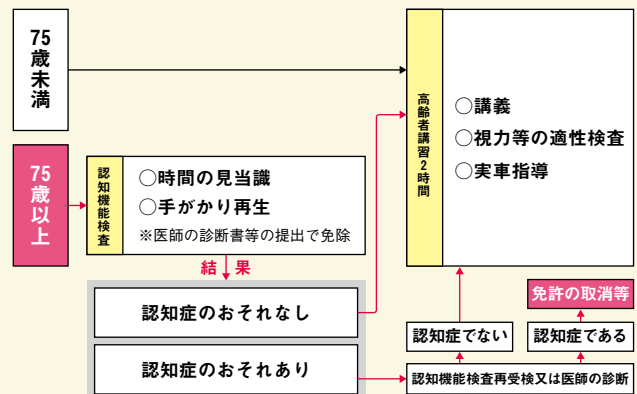 75歳未満
高齢者講習2時間
○講義
○視力等の適性検査
○実車指導
75歳以上
認知機能検査
○時間の見当識
○手がかり再生
※医師の診断書等の提出で免除
結果
認知症のおそれなし
認知症のおそれあり
免許の取消等
認知症でない
認知症である
認知機能検査再受検又は医師の診断